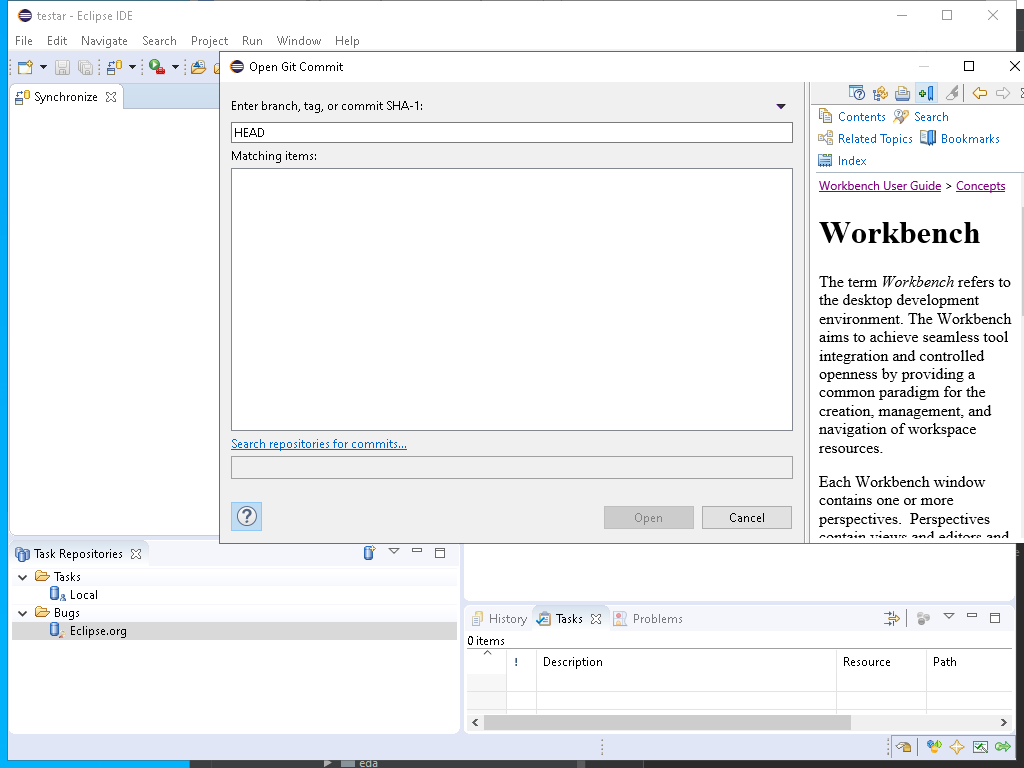 testar - Eclipse IDE
File Edit Navigate Search Project Run Window Help
Synchronize
Open Git Commit
Enter branch, tag, or commit SHA-1:
HEAD
Matching items:
Search repositories for commits...
Open Cancel
Contents Search
Related Topics Bookmarks
Index
Workbench User Guide > Concepts
Workbench
The term Workbench refers to
the desktop development
environment. The Workbench
aims to achieve seamless tool
integration and controlled
openness by providing a
common paradigm for the
creation, management, and
navigation of workspace
resources.
Each Workbench window
contains one or more
perspectives. Perspectives
contain views and editors and
Task Repositories
Tasks
Local
Bugs
Eclipse.org
History Tasks Problems
0 items
! Description Resource Path
eda